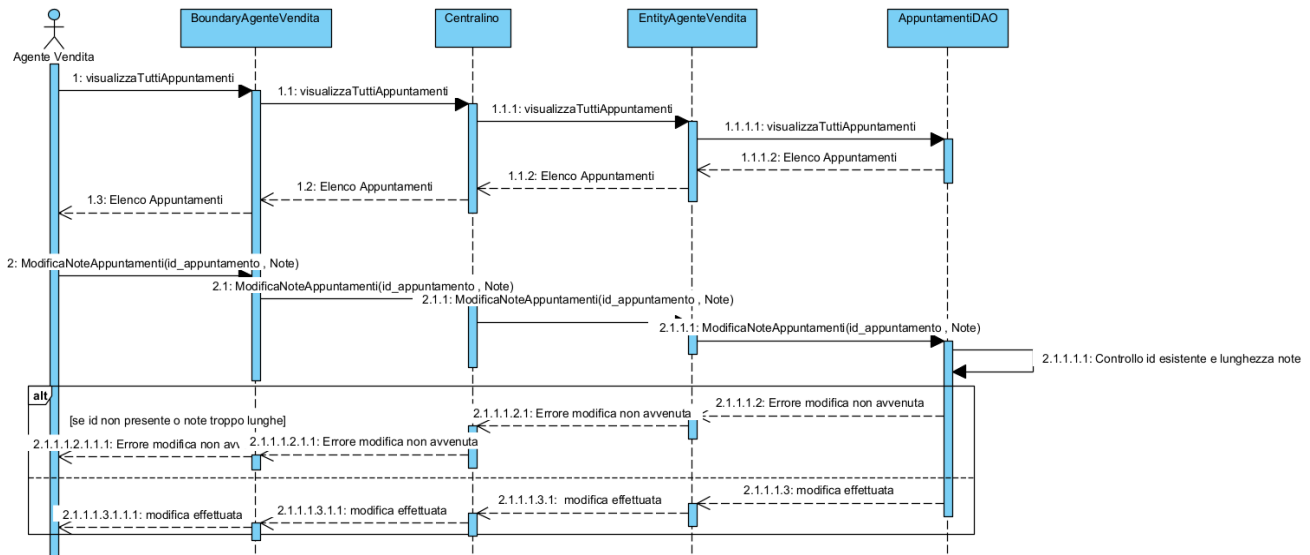 BoundaryAgenteVendita
Centralino
EntityAgenteVendita
AppuntamentiDAO
Agente Vendita
1: visualizzaTuttiAppuntamenti
1.1: visualizzaTuttiAppuntamenti
1.1.1: visualizzaTuttiAppuntamenti
1.1.1.1: visualizzaTuttiAppuntamenti
1.1.1.2: Elenco Appuntamenti
1.1.2: Elenco Appuntamenti
1.2: Elenco Appuntamenti
1.3: Elenco Appuntamenti
2: ModificaNoteAppuntamenti(id_appuntamento , Note)
2.1: ModificaNoteAppuntamenti(id_appuntamento , Note)
2.1.1: ModificaNoteAppuntamenti(id_appuntamento , Note)
2.1.1.1: ModificaNoteAppuntamenti(id_appuntamento , Note)
2.1.1.1.1: Controllo id esistente e lunghezza note
alt
[se id non presente o note troppo lunghe]
2.1.1.1.2: Errore modifica non avvenuta
2.1.1.1.2.1: Errore modifica non avvenuta
2.1.1.1.2.1.1: Errore modifica non avvenuta
2.1.1.1.2.1.1.1: Errore modifica non
2.1.1.1.3: modifica effettuata
2.1.1.1.3.1: modifica effettuata
2.1.1.1.3.1.1: modifica effettuata
2.1.1.1.3.1.1.1: modifica effettuata